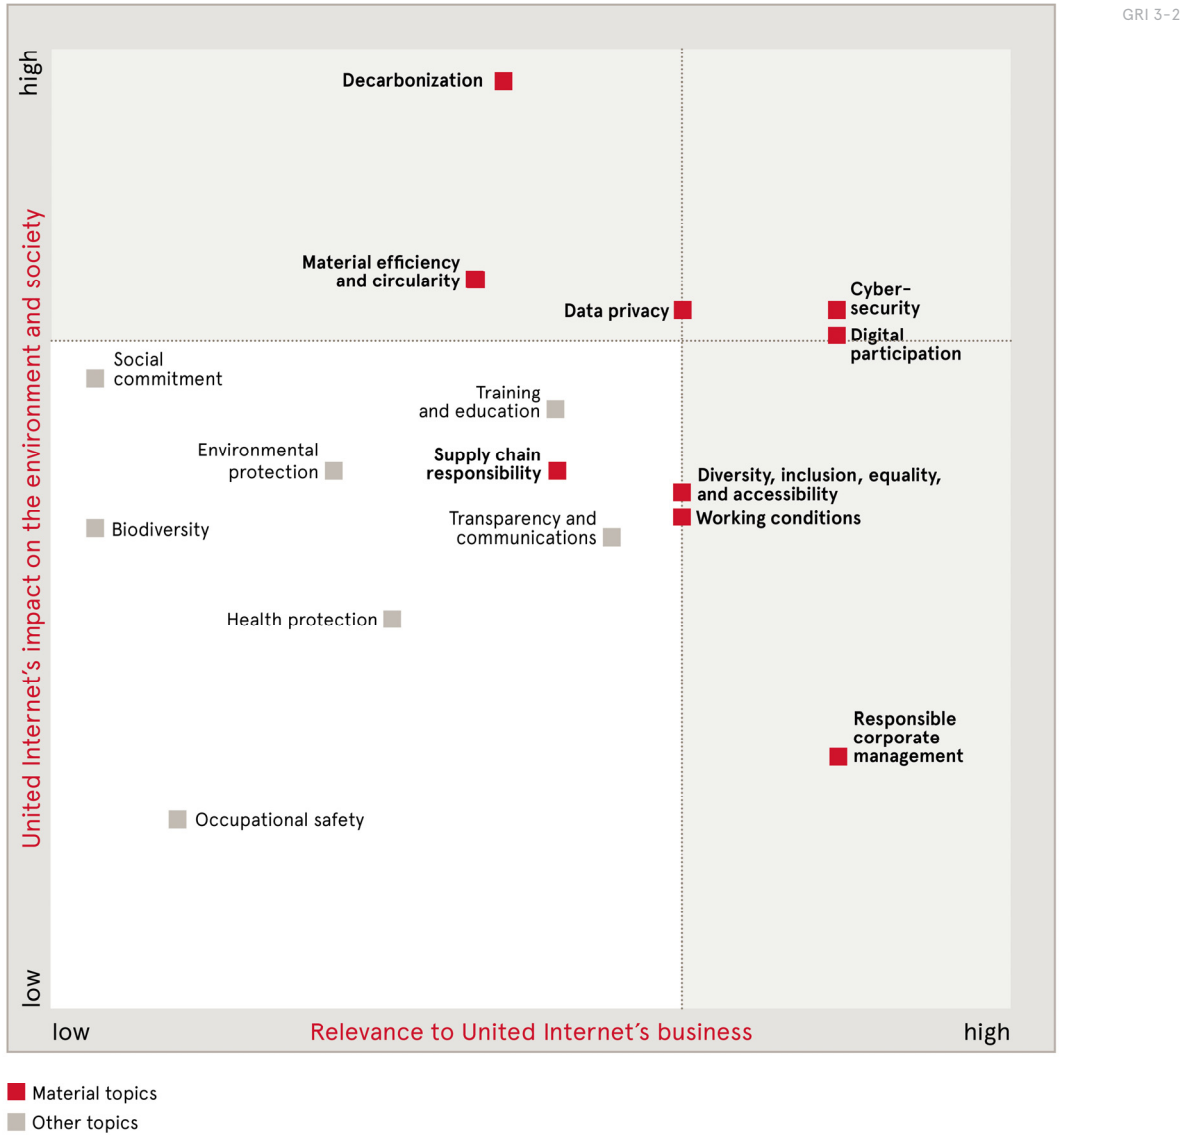 GRI 3-2
high
Decarbonization
United Internet's impact on the environment and society
Material efficiency
and circularity
Data privacy
Cyber-
security
Digital
participation
Social
commitment
Training
and education
Environmental
protection
Supply chain
responsibility
Diversity, inclusion, equality,
and accessibility
Working conditions
Biodiversity
Transparency and
communications
Health protection
Responsible
corporate
management
Occupational safety
low
low
Relevance to United Internet's business
high
Material topics
Other topics